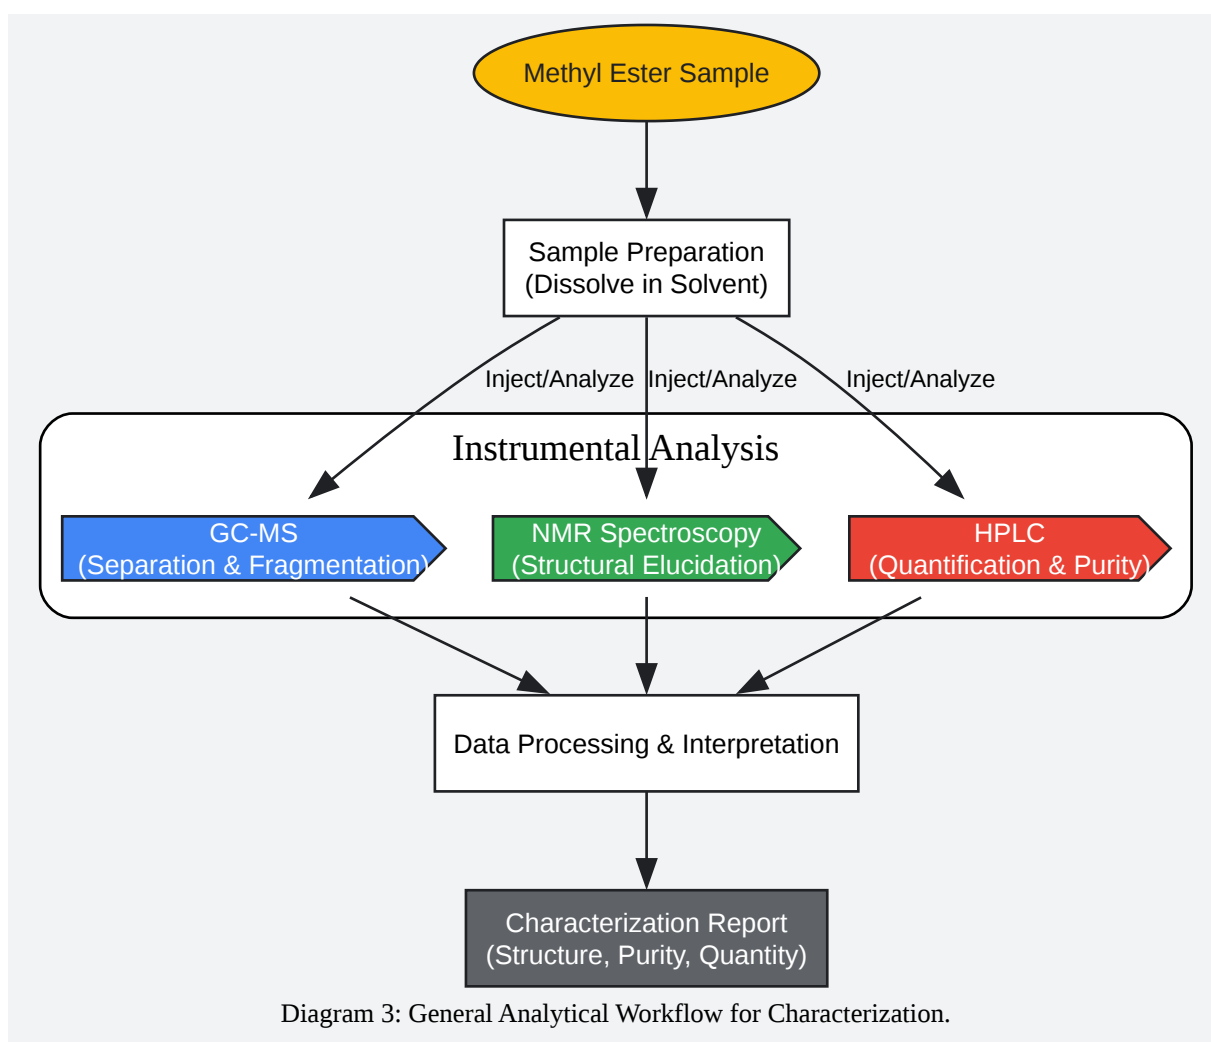 Methyl Ester Sample
Sample Preparation
(Dissolve in Solvent)
Inject/Analyze
Inject/Analyze
Inject/Analyze
Instrumental Analysis
GC-MS
(Separation & Fragmentation)
NMR Spectroscopy
(Structural Elucidation)
HPLC
(Quantification & Purity)
Data Processing & Interpretation
Characterization Report
(Structure, Purity, Quantity)
Diagram 3: General Analytical Workflow for Characterization.